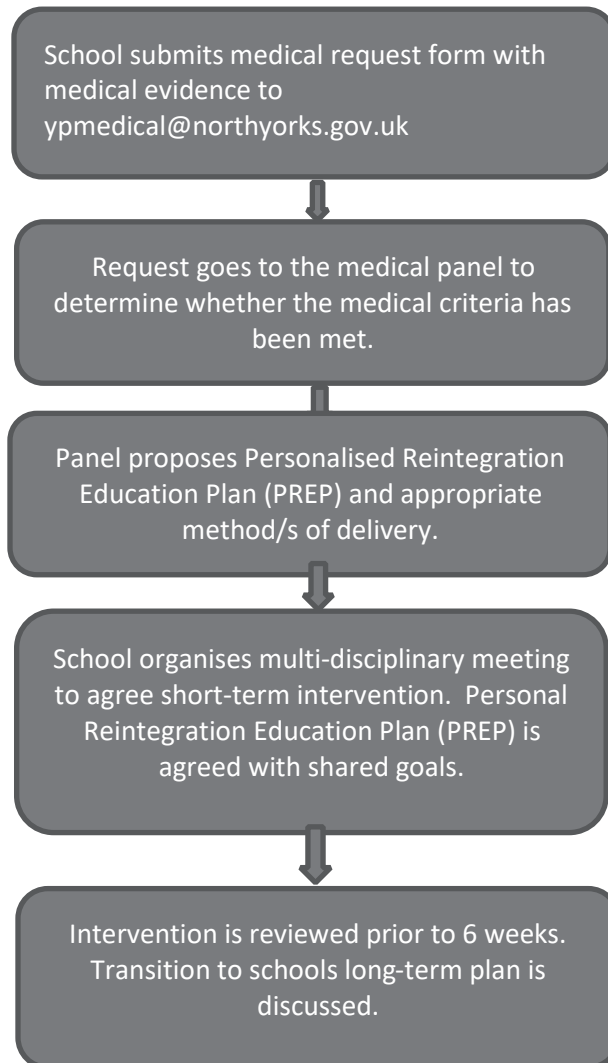 School submits medical request form with
medical evidence to
ypmedical@northyorks.gov.uk
Request goes to the medical panel to
determine whether the medical criteria has
been met.
Panel proposes Personalised Reintegration
Education Plan (PREP) and appropriate
method/s of delivery.
School organises multi-disciplinary meeting
to agree short-term intervention.  Personal
Reintegration Education Plan (PREP) is
agreed with shared goals.
Intervention is reviewed prior to 6 weeks.
Transition to schools long-term plan is
discussed.